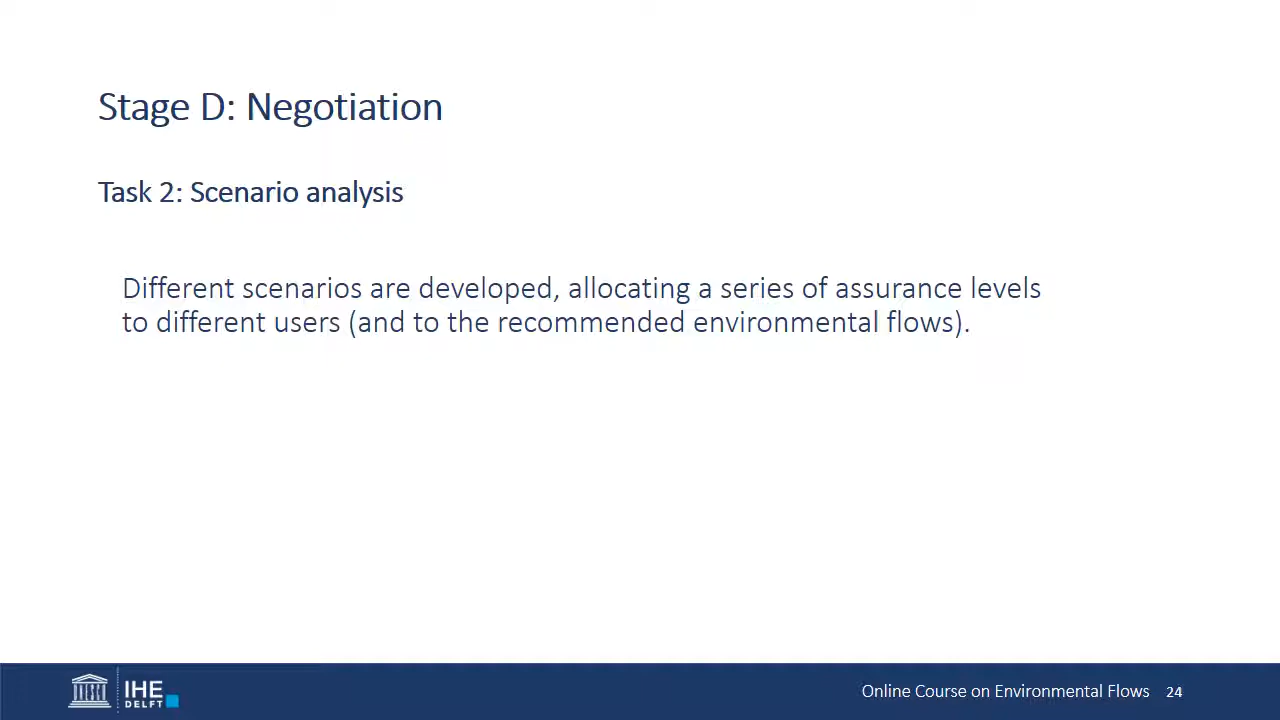 Stage D: Negotiation
Task 2: Scenario analysis
Different scenarios are developed, allocating a series of assurance levels
to different users (and to the recommended environmental flows).
IHE
DELFT
Online Course on Environmental Flows 24